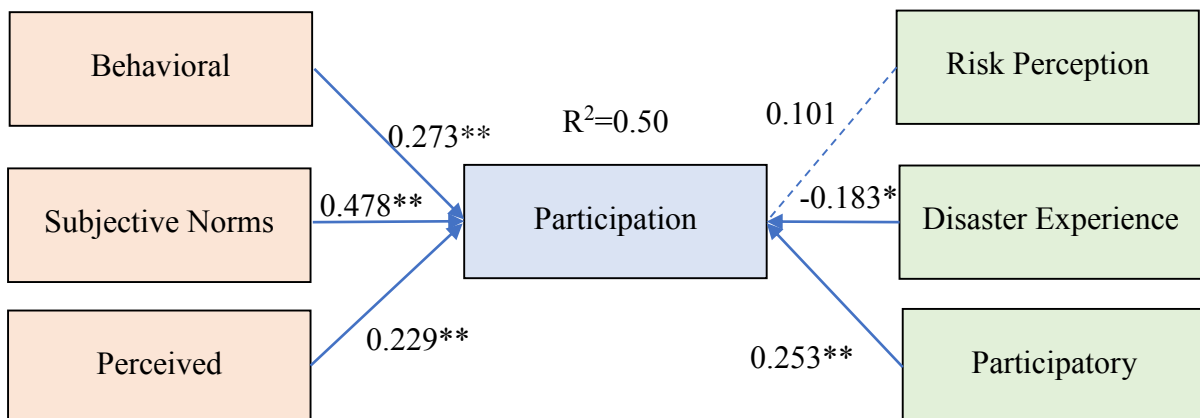 Behavioral
Risk Perception
R²=0.50
0.101
0.273**
Subjective Norms
0.478**
Participation
-0.183*
Disaster Experience
Perceived
0.229**
0.253**
Participatory